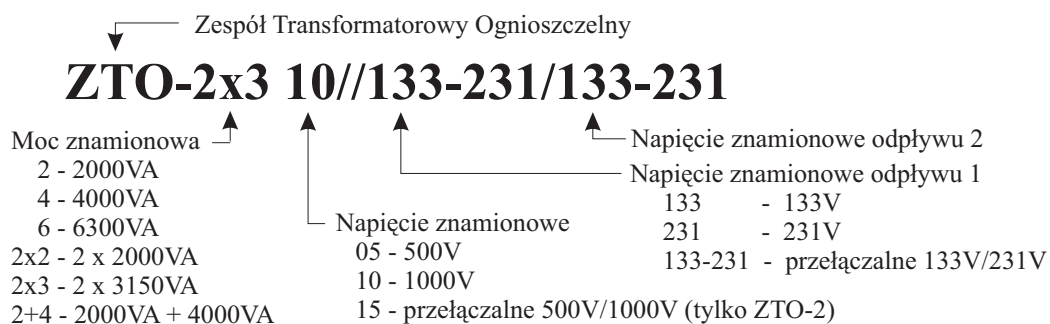 Zespół Transformatorowy Ognioszczelny
ZTO-2x3 10//133-231/133-231
Moc znamionowa
2 - 2000VA
4 - 4000VA
6 - 6300VA
2x2 - 2 x 2000VA
2x3 - 2 x 3150VA
2+4 - 2000VA + 4000VA
Napięcie znamionowe
05 - 500V
10 - 1000V
15 - przełączalne 500V/1000V (tylko ZTO-2)
Napięcie znamionowe odpływu 2
Napięcie znamionowe odpływu 1
133 - 133V
231 - 231V
133-231 - przełączalne 133V/231V